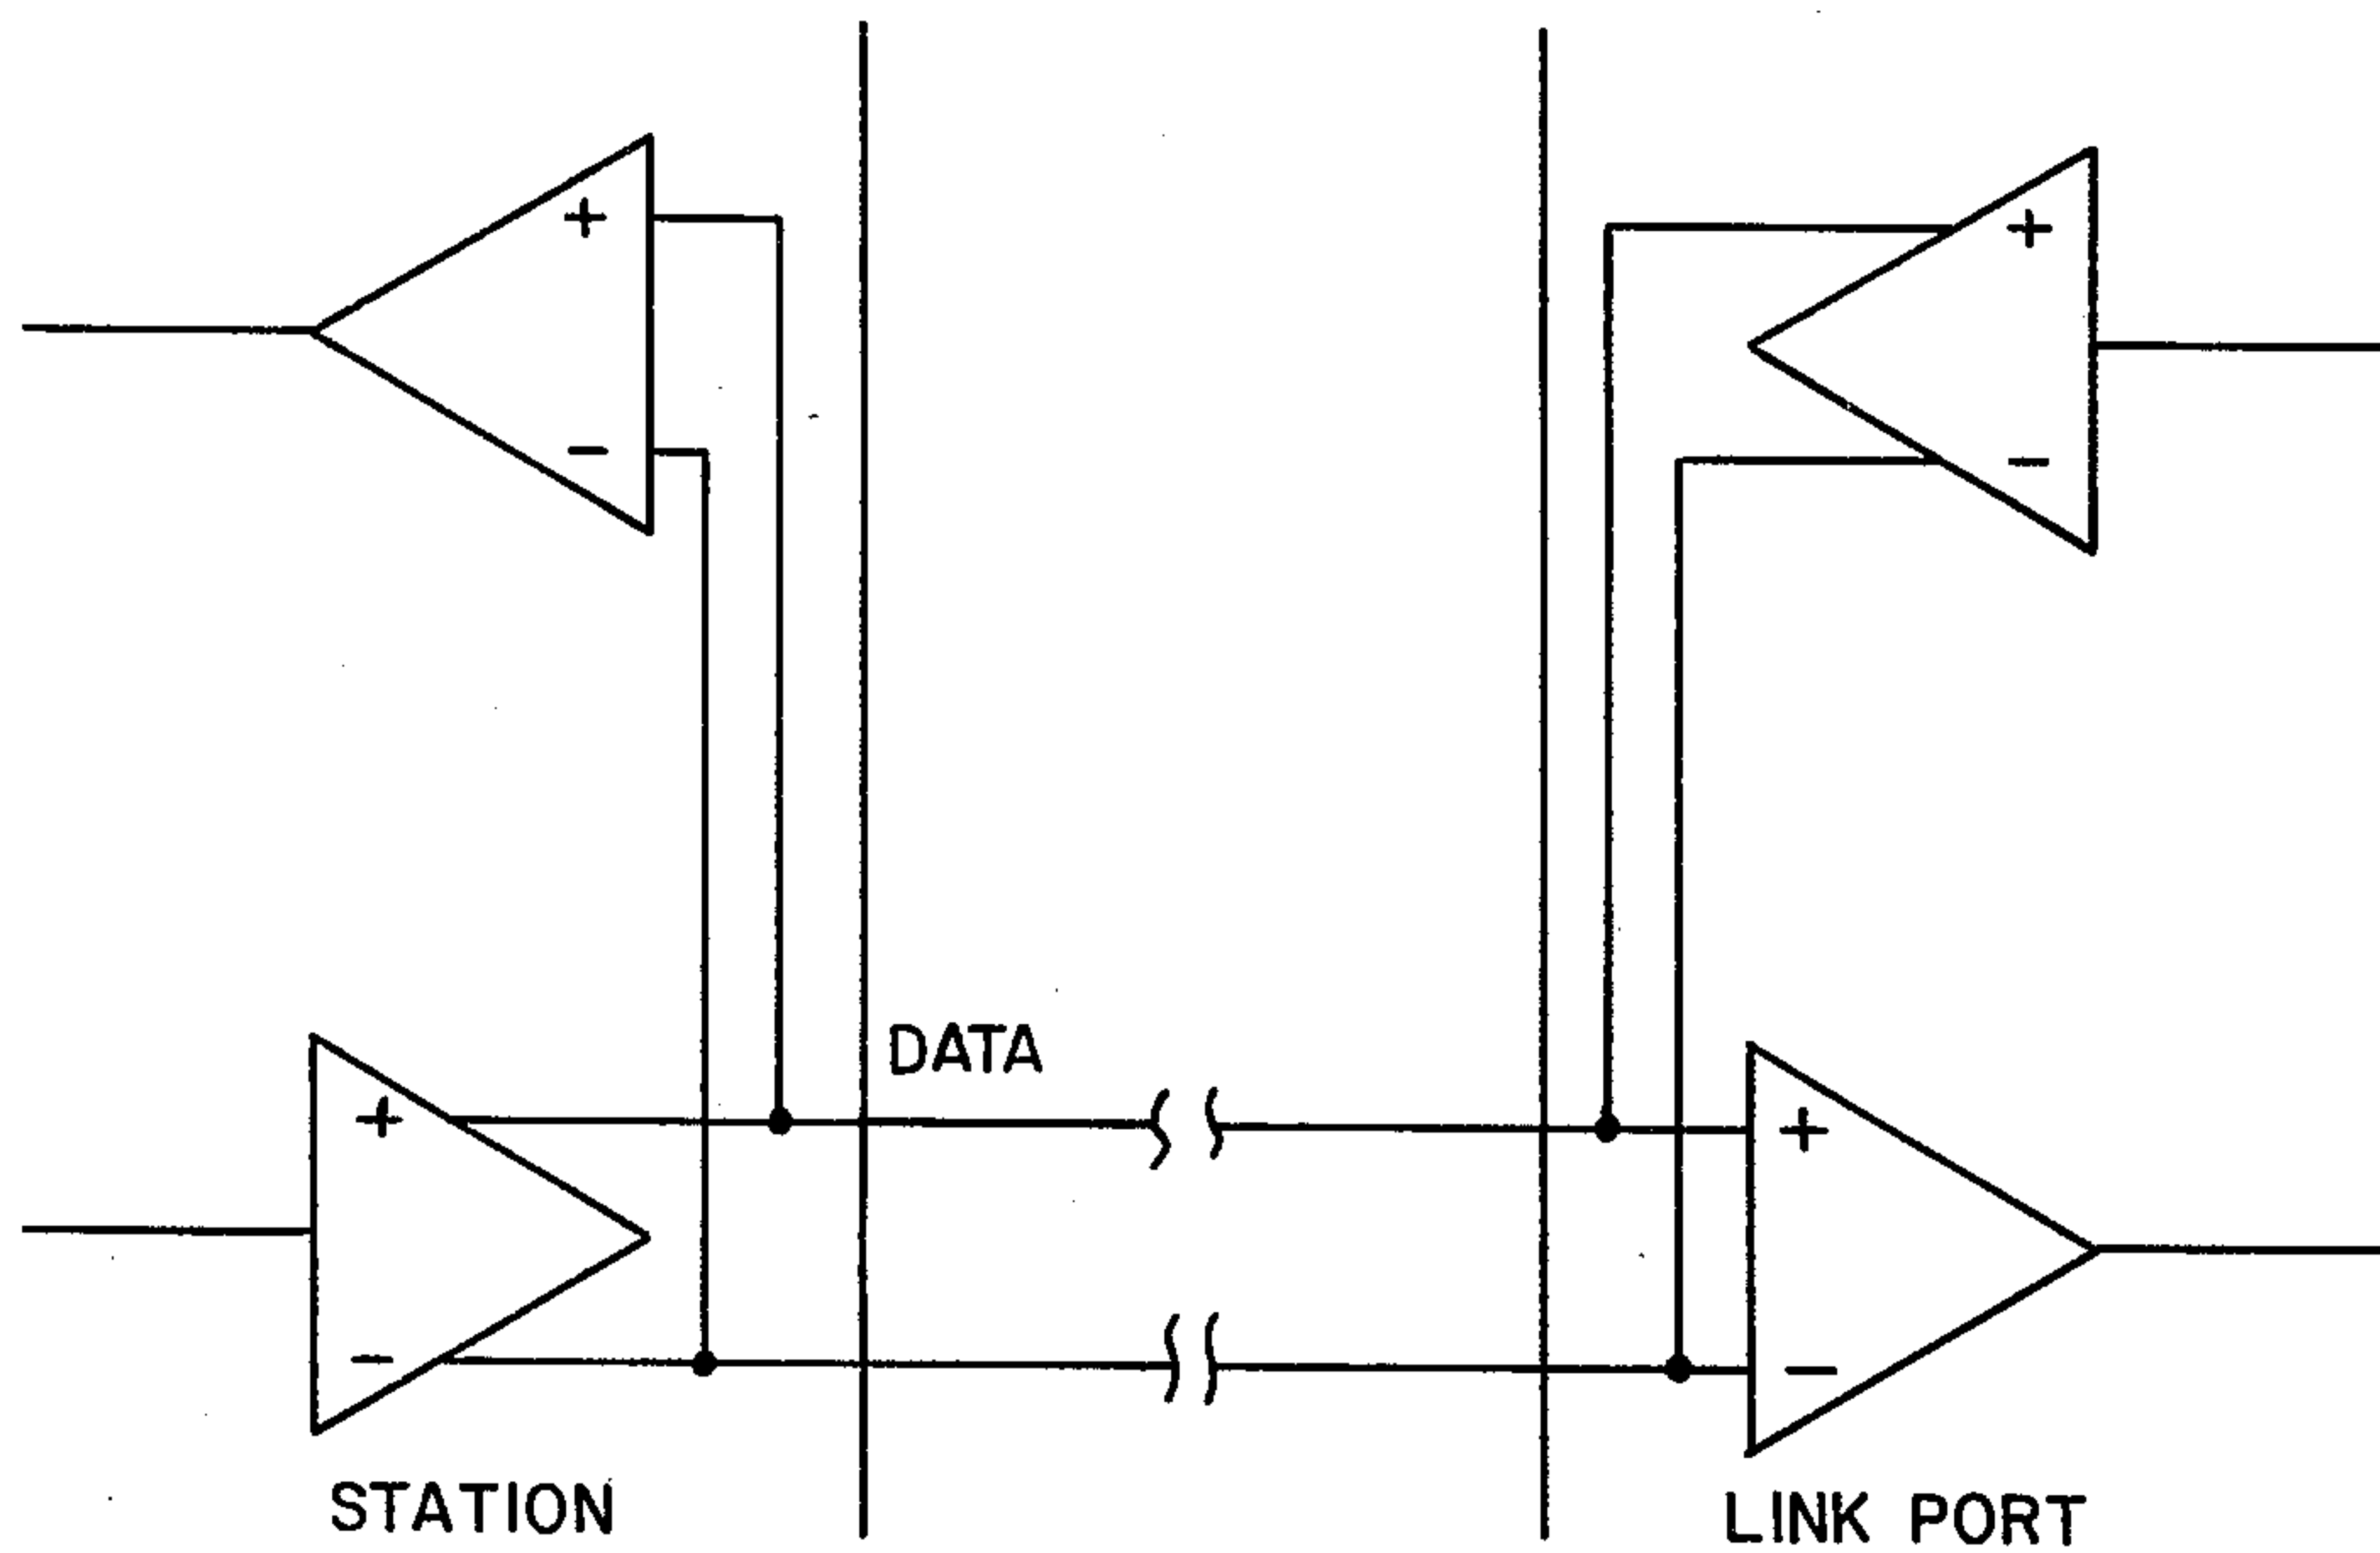 +
+
−
−
DATA
+
+
−
−
STATION
LINK PORT